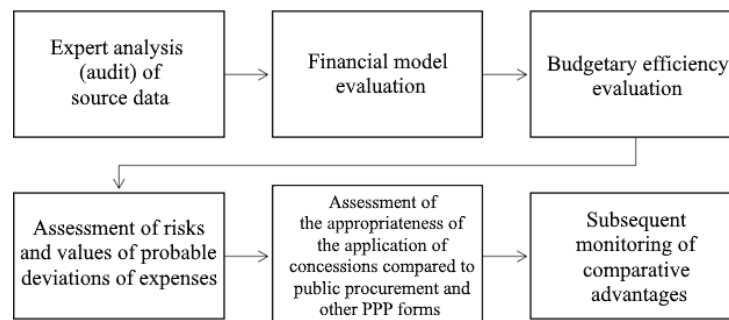 Expert analysis
(audit) of
source data
Financial model
evaluation
Budgetary efficiency
evaluation
Assessment of risks
and values of probable
deviations of expenses
Assessment of
the appropriateness of
the application of
concessions compared to
public procurement and
other PPP forms
Subsequent
monitoring of
comparative
advantages